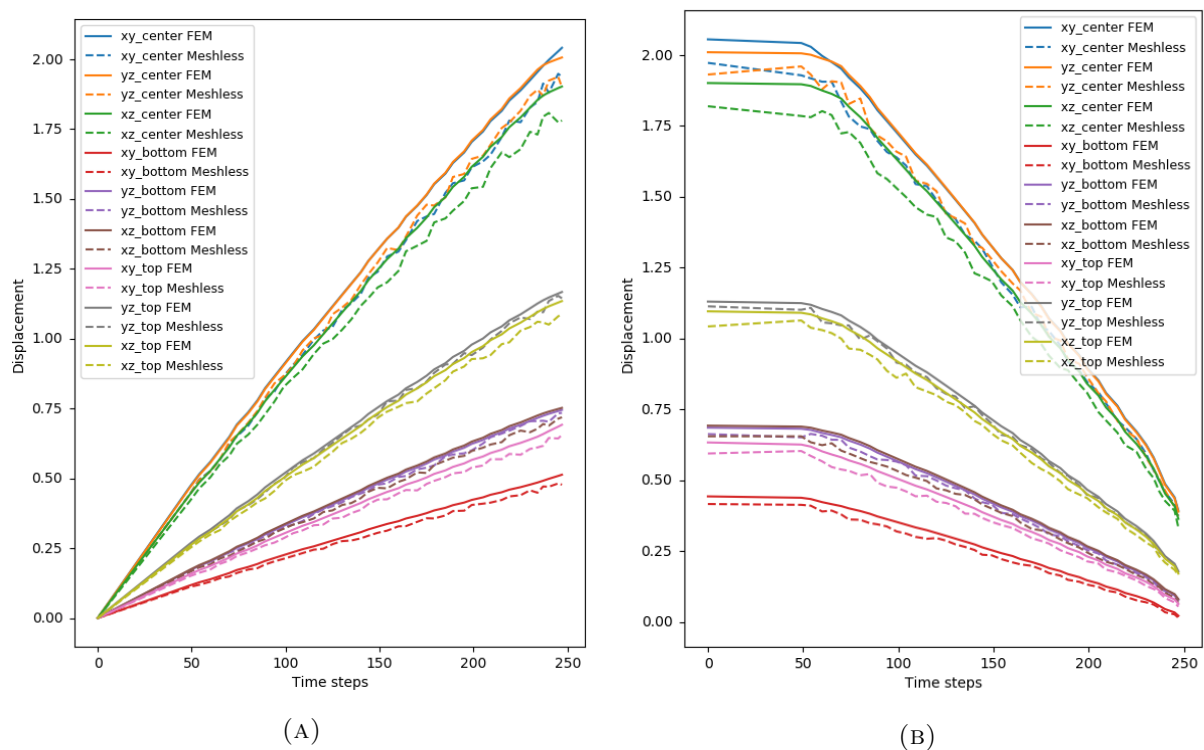 2.00
1.75
1.50
1.25
1.00
0.75
0.50
0.25
0.00
Displacement
xy_center FEM
xy_center Meshless
yz_center FEM
yz_center Meshless
xz_center FEM
xz_center Meshless
xy_bottom FEM
xy_bottom Meshless
yz_bottom FEM
yz_bottom Meshless
xz_bottom FEM
xz_bottom Meshless
xy_top FEM
xy_top Meshless
yz_top FEM
yz_top Meshless
xz_top FEM
xz_top Meshless
0 50 100 150 200 250
Time steps
(A)
2.00
1.75
1.50
1.25
1.00
0.75
0.50
0.25
0.00
Displacement
xy_center FEM
xy_center Meshless
yz_center FEM
yz_center Meshless
xz_center FEM
xz_center Meshless
xy_bottom FEM
xy_bottom Meshless
yz_bottom FEM
yz_bottom Meshless
xz_bottom FEM
xz_bottom Meshless
xy_top FEM
xy_top Meshless
yz_top FEM
yz_top Meshless
xz_top FEM
xz_top Meshless
0 50 100 150 200 250
Time steps
(B)